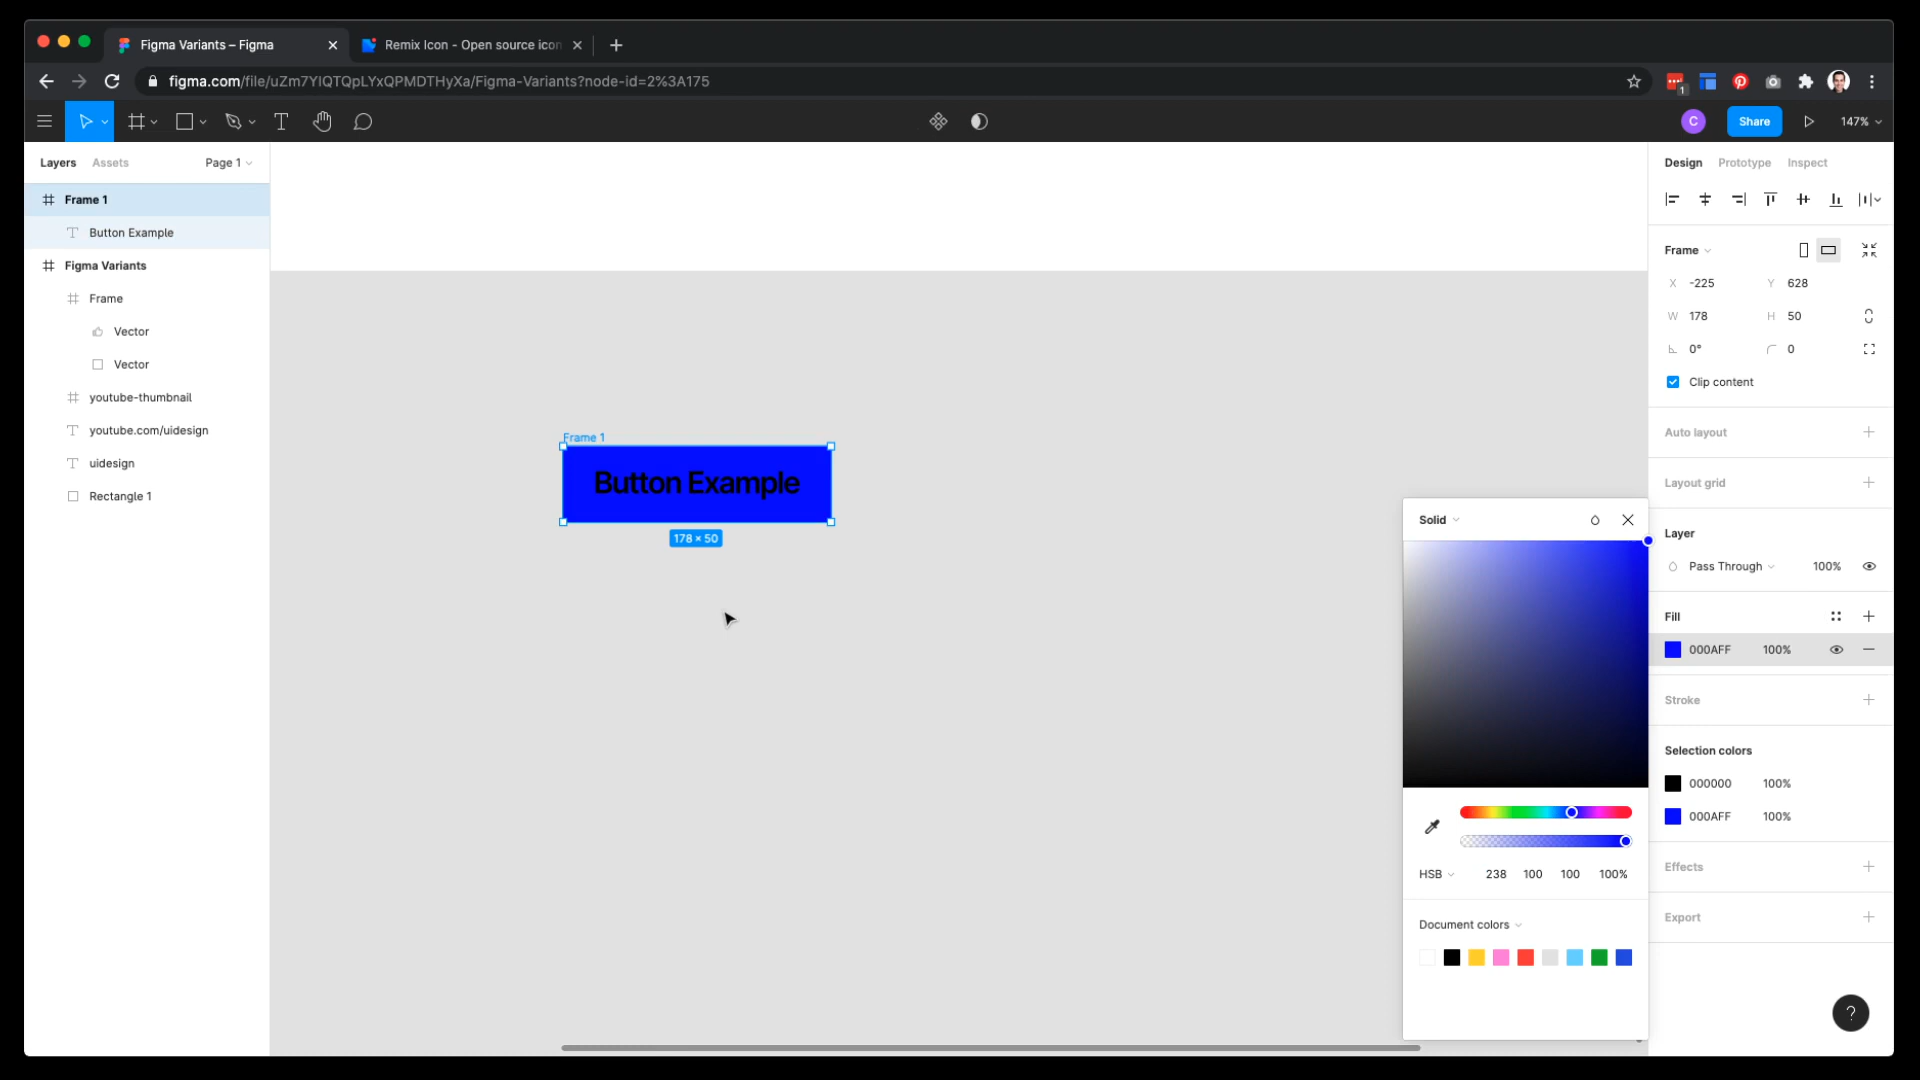 Figma Variants – Figma
Remix Icon - Open source icon
figma.com/file/uZm7YIQTQpLYxQPMDTHyXa/Figma-Variants?node-id=2%3A175
1
C
Share
147%
Layers
Assets
Page 1
Frame 1
Button Example
Figma Variants
Frame
Vector
Vector
youtube-thumbnail
youtube.com/uidesign
uidesign
Rectangle 1
Frame 1
Button Example
178 × 50
Solid
HSB
238
100
100
100%
Document colors
Design
Prototype
Inspect
Frame
X -225
Y 628
W 178
H 50
0°
0
Clip content
Auto layout
Layout grid
Layer
Pass Through
100%
Fill
000AFF
100%
Stroke
Selection colors
000000
100%
000AFF
100%
Effects
Export
?